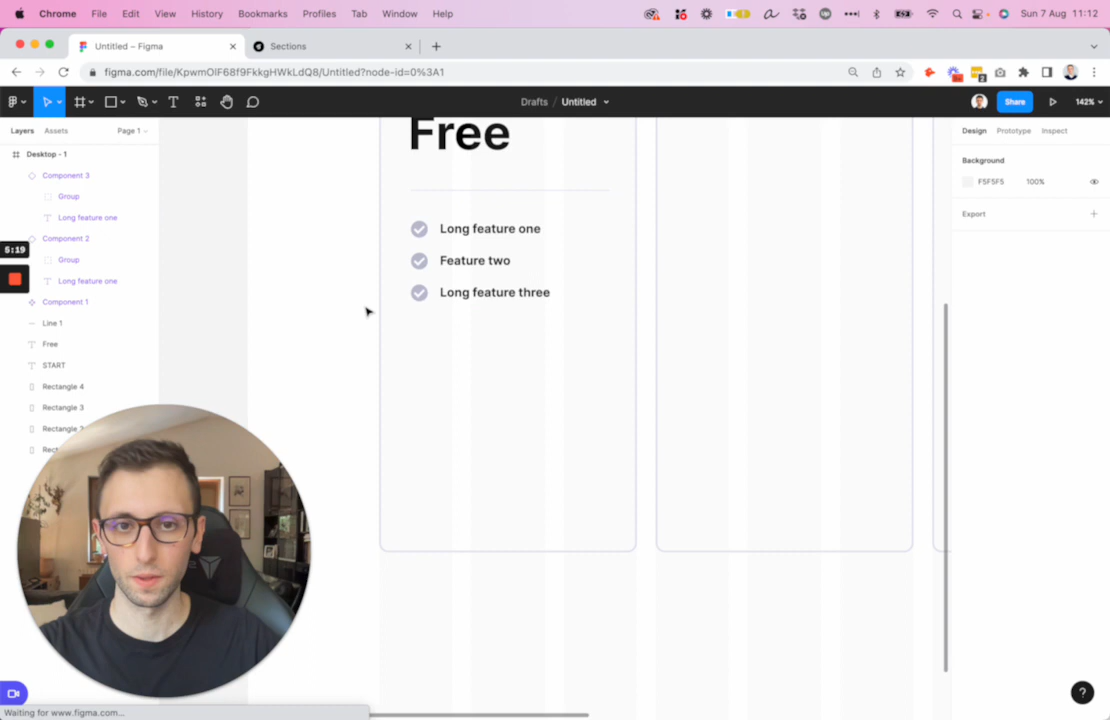 Chrome File Edit View History Bookmarks Profiles Tab Window Help Sun 7 Aug 11:12
Untitled – Figma Sections
figma.com/file/KpwmOlF68f9FkkgHWkLdQ8/Untitled?node-id=0%3A1
Drafts / Untitled Share 142%
Layers Assets Page 1
Design Prototype Inspect
Desktop - 1
Component 3
Group
Long feature one
Component 2
Group
Long feature one
Component 1
Line 1
Free
START
Rectangle 4
Rectangle 3
Rectangle
Rect
5:19
Free
Long feature one
Feature two
Long feature three
Background
F5F5F5 100%
Export
?
Waiting for www.figma.com...